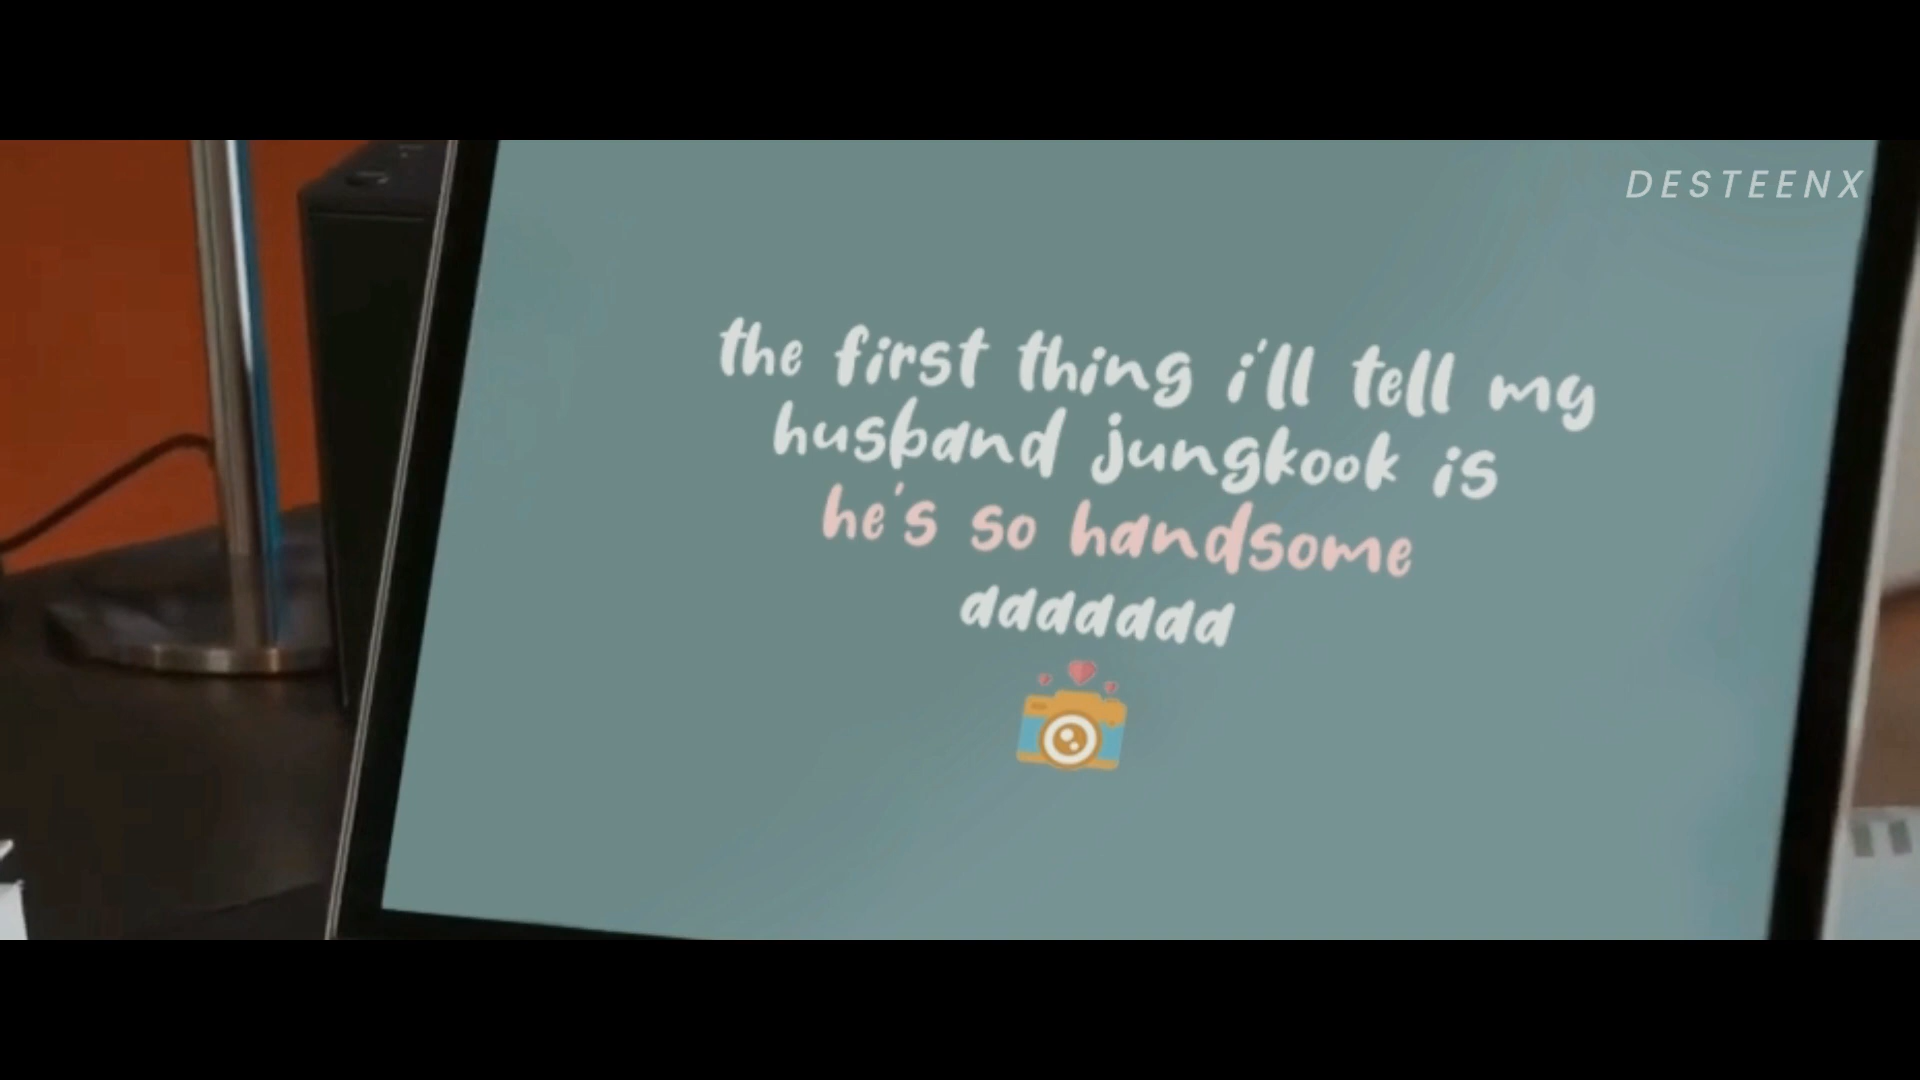 DESTEENX
the first thing i'll tell my
husband jungkook is
he's so handsome
aaaaaaa